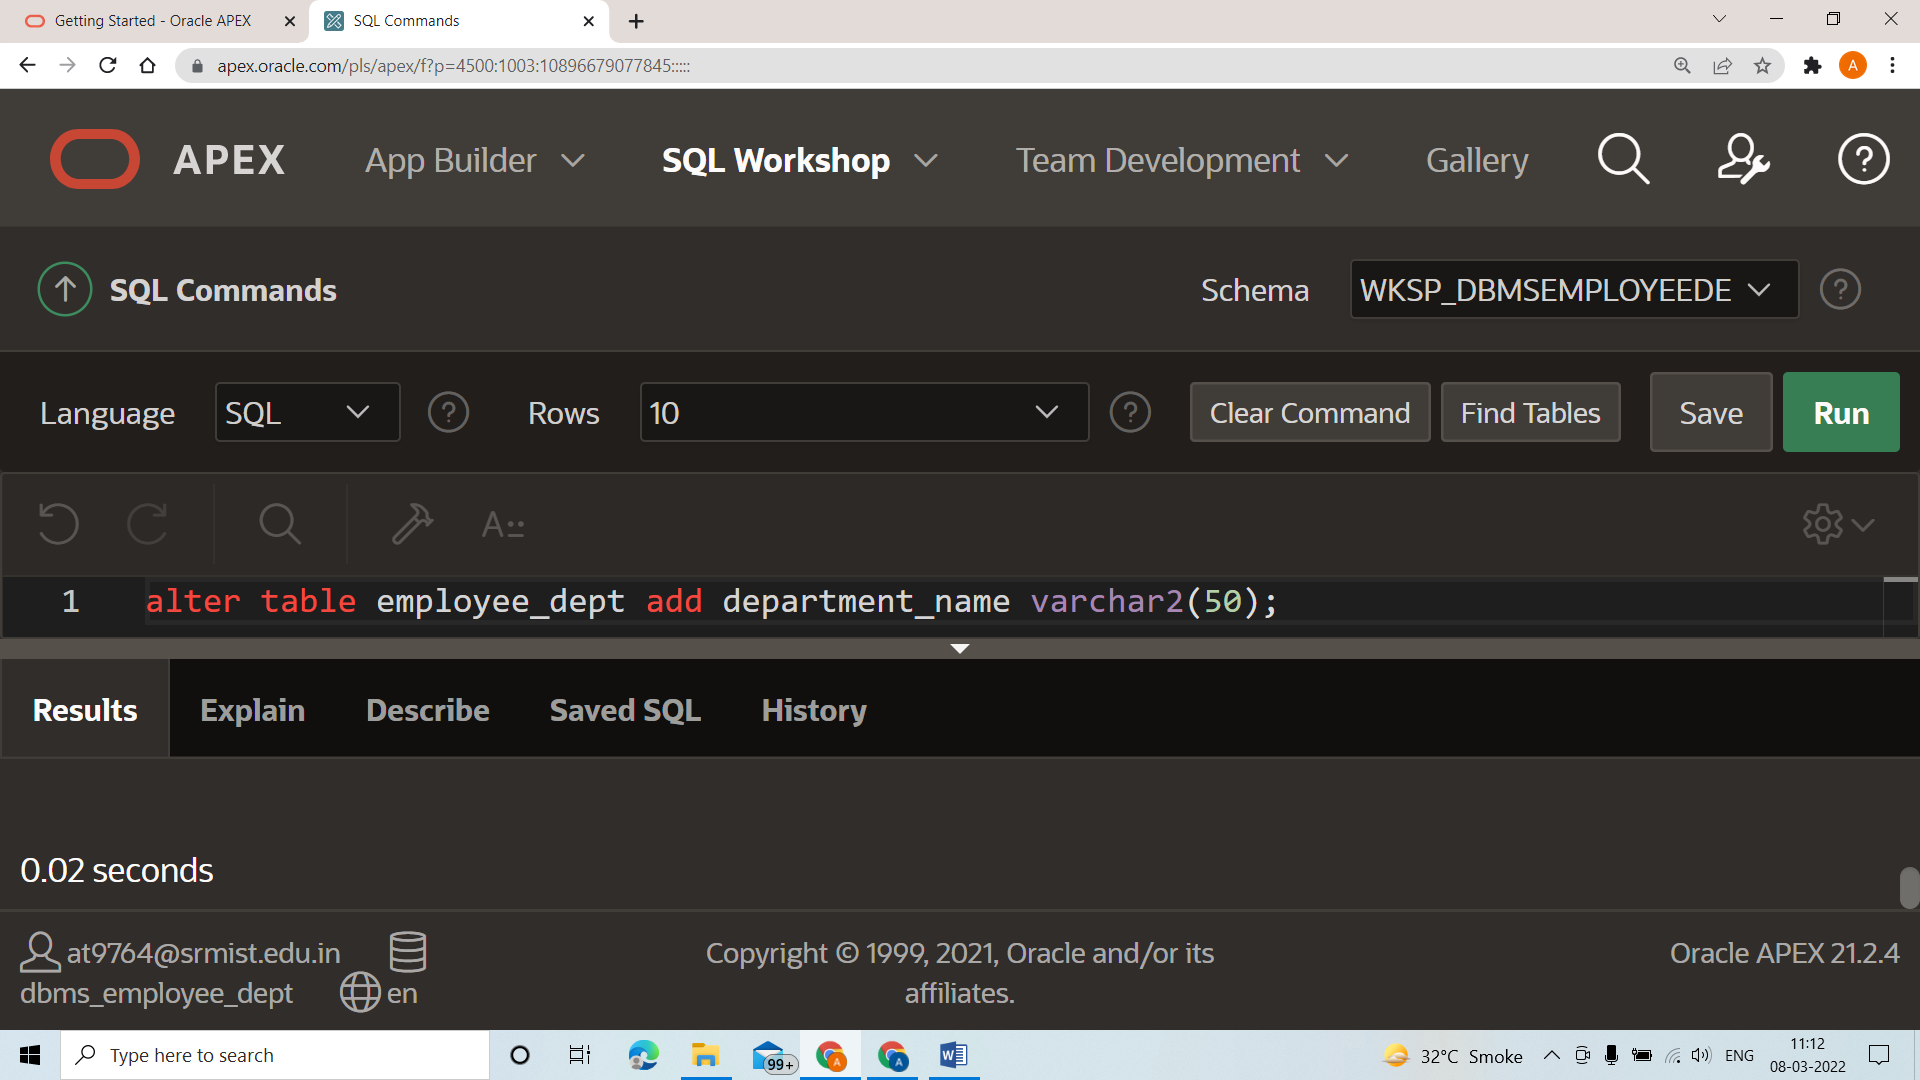 Getting Started - Oracle APEX
SQL Commands
apex.oracle.com/pls/apex/f?p=4500:1003:10896679077845:::::
A
APEX
App Builder
SQL Workshop
Team Development
Gallery
?
SQL Commands
Schema
WKSP_DBMSEMPLOYEEDE
?
Language
SQL
?
Rows
10
?
Clear Command
Find Tables
Save
Run
A::
1
alter table employee_dept add department_name varchar2(50);
Results
Explain
Describe
Saved SQL
History
0.02 seconds
at9764@srmist.edu.in
dbms_employee_dept
en
Copyright © 1999, 2021, Oracle and/or its
affiliates.
Oracle APEX 21.2.4
Type here to search
99+
A
A
W
32°C Smoke
ENG
11:12
08-03-2022